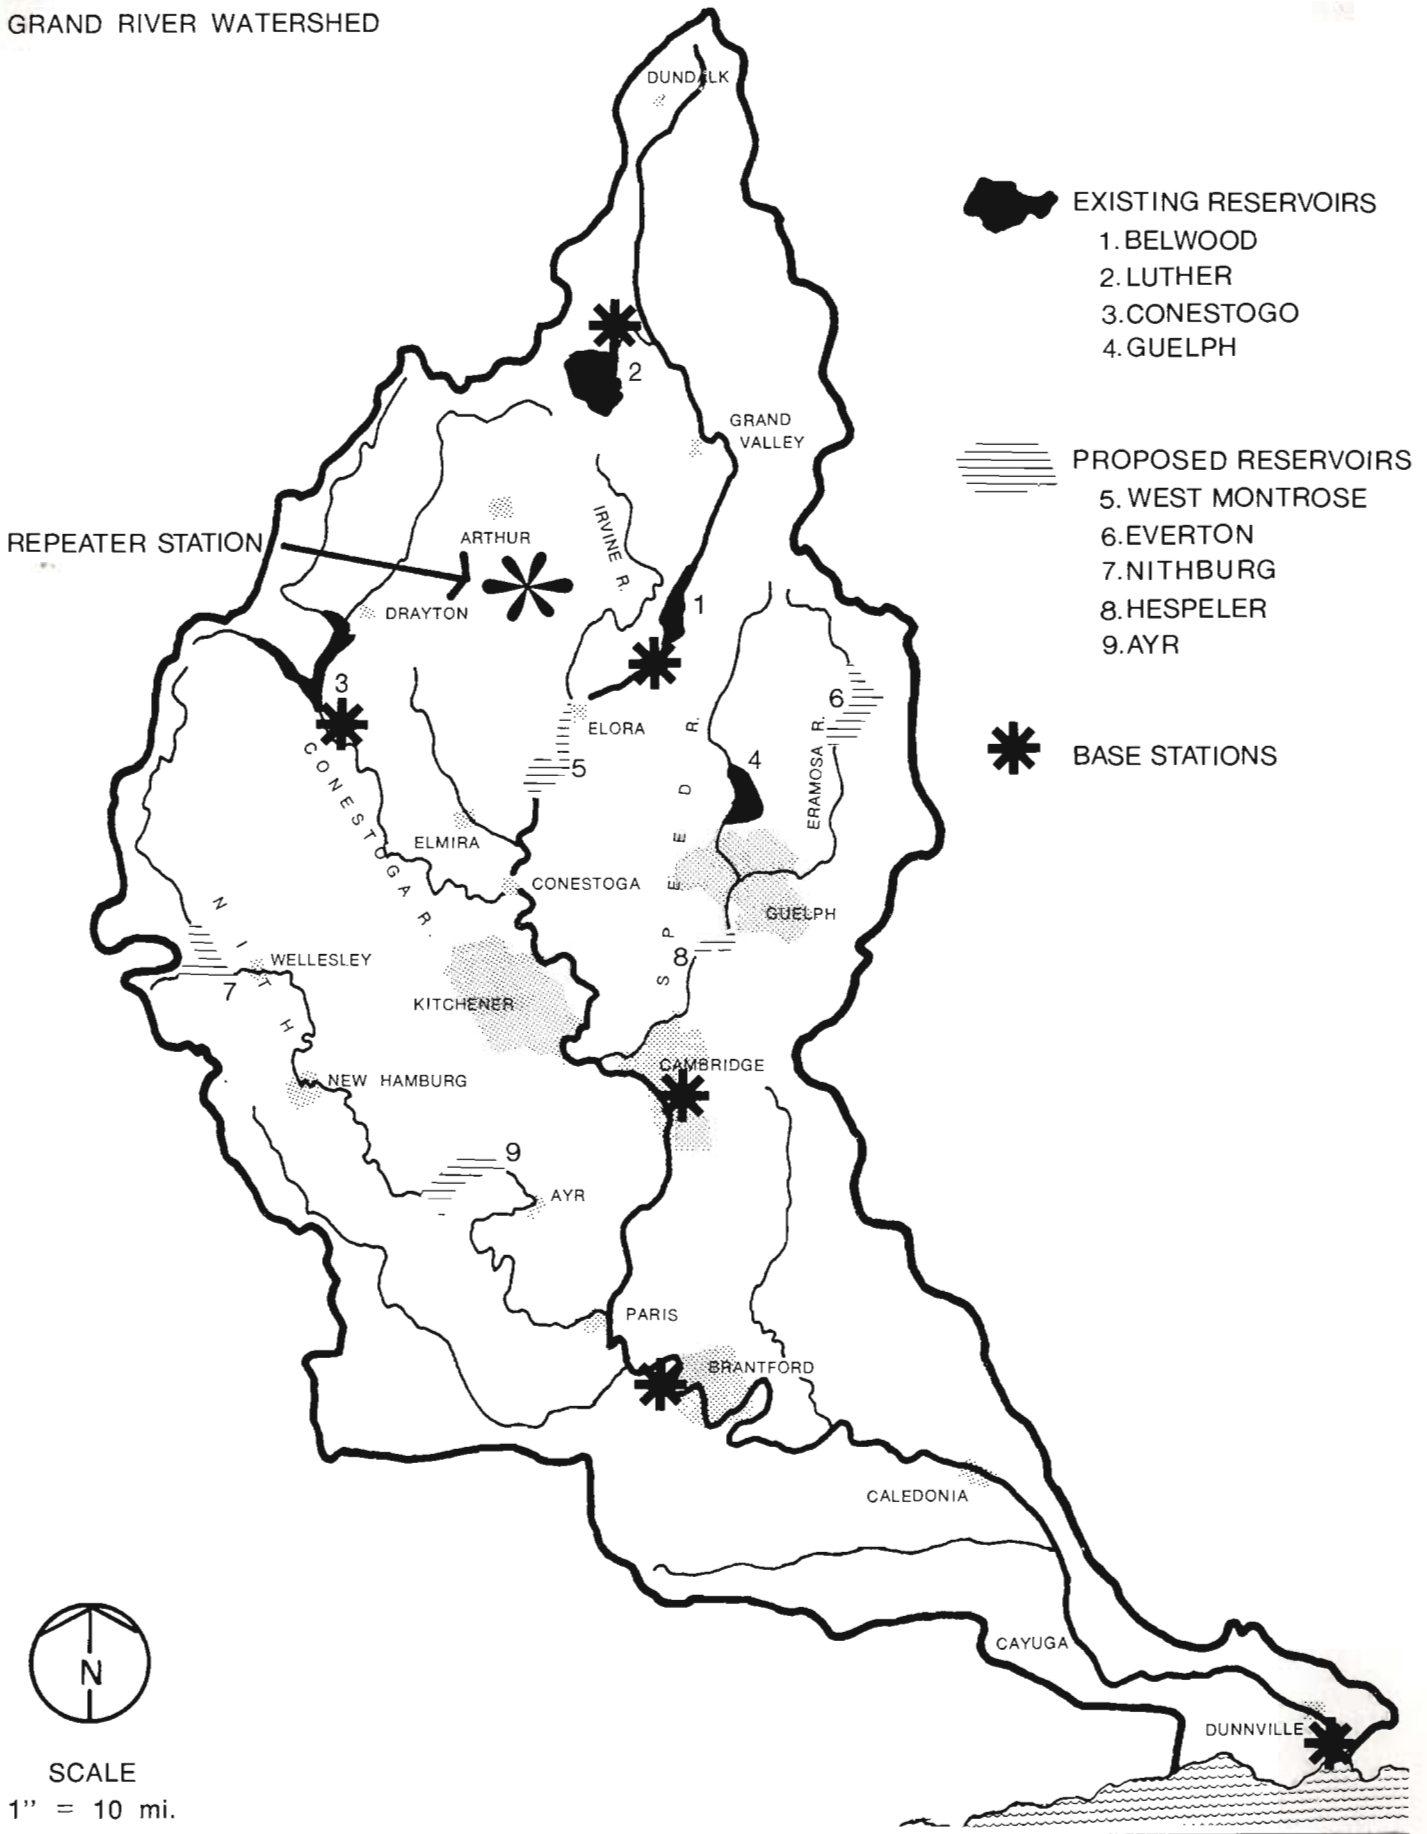 GRAND RIVER WATERSHED
DUNDALK
EXISTING RESERVOIRS
1. BELWOOD
2. LUTHER
3. CONESTOGO
4. GUELPH
2
GRAND
VALLEY
PROPOSED RESERVOIRS
5. WEST MONTROSE
6. EVERTON
7. NITHBURG
8. HESPELER
9. AYR
REPEATER STATION
ARTHUR
IRVINE R.
DRAYTON
1
3
6
ELORA
SPEED R.
ERAMOSA R.
BASE STATIONS
4
5
CONESTOGA R.
ELMIRA
CONESTOGA
GUELPH
NITH
WELLESLEY
8
7
KITCHENER
CAMBRIDGE
NEW HAMBURG
9
AYR
PARIS
BRANTFORD
CALEDONIA
CAYUGA
DUNNVILLE
N
SCALE
1" = 10 mi.